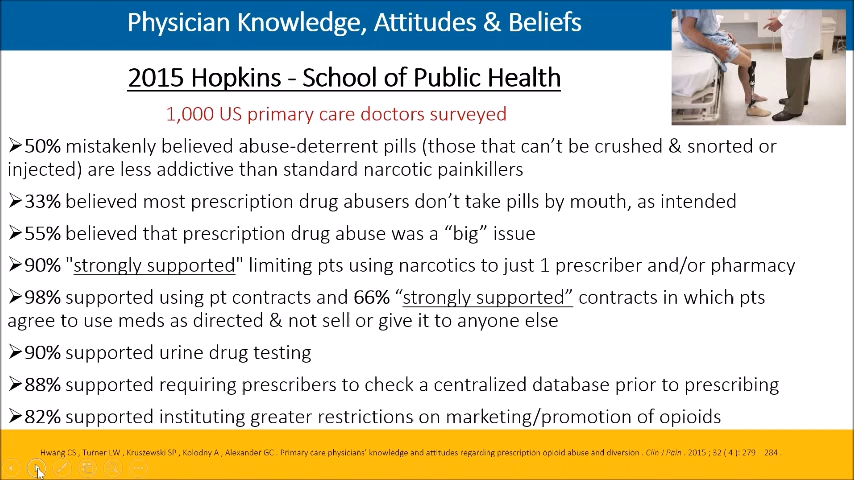 Physician Knowledge, Attitudes & Beliefs
2015 Hopkins - School of Public Health
1,000 US primary care doctors surveyed
➢50% mistakenly believed abuse-deterrent pills (those that can't be crushed & snorted or
injected) are less addictive than standard narcotic painkillers
➢33% believed most prescription drug abusers don't take pills by mouth, as intended
➢55% believed that prescription drug abuse was a “big” issue
➢90% "strongly supported" limiting pts using narcotics to just 1 prescriber and/or pharmacy
➢98% supported using pt contracts and 66% “strongly supported” contracts in which pts
agree to use meds as directed & not sell or give it to anyone else
➢90% supported urine drug testing
➢88% supported requiring prescribers to check a centralized database prior to prescribing
➢82% supported instituting greater restrictions on marketing/promotion of opioids
Hwang CS , Turner LW , Kruszewski SP , Kolodny A , Alexander GC . Primary care physicians' knowledge and attitudes regarding prescription opioid abuse and diversion . Clin J Pain . 2015 ; 32 ( 4 ): 279 - 284 .